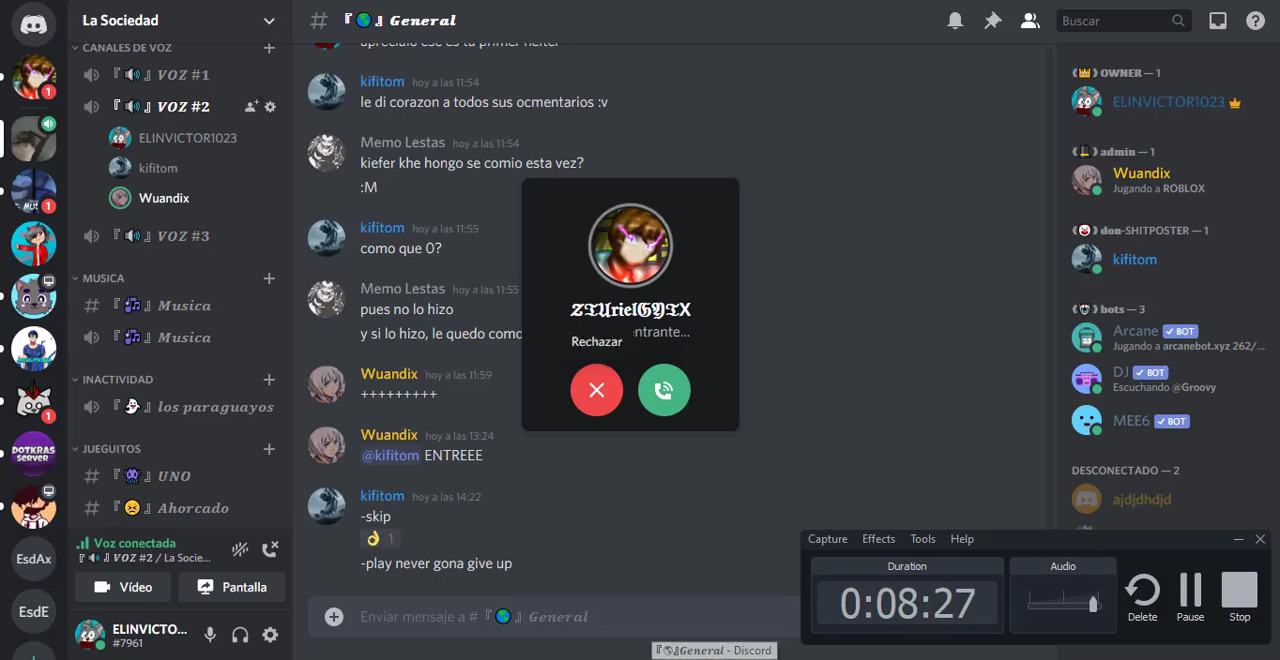 La Sociedad
CANALES DE VOZ
『🔊』VOZ #1
『🔊』VOZ #2
ELINVICTOR1023
kifitom
Wuandix
『🔊』VOZ #3
MUSICA
『🎶』Musica
『🎶』Musica
INACTIVIDAD
『👻』los paraguayos
JUEGUITOS
『👾』UNO
『😣』Ahorcado
DOTKRAS
SERVER
EsdAx
EsdE
Voz conectada
『🔊』VOZ #2 / La Socie...
Vídeo
Pantalla
ELINVICTO...
#7961
# 『🌎』General
Buscar
kifitom hoy a las 11:54
le di corazon a todos sus ocmentarios :v
Memo Lestas hoy a las 11:54
kiefer khe hongo se comio esta vez?
:M
kifitom hoy a las 11:55
como que 0?
Memo Lestas hoy a las 11:55
pues no lo hizo
y si lo hizo, le quedo como
Wuandix hoy a las 11:59
+++++++++
Wuandix hoy a las 13:24
@kifitom ENTREEE
kifitom hoy a las 14:22
-skip
👌 1
-play never gona give up
Enviar mensaje a # 『🌎』General
ZTUrielGYTX
entrante...
Rechazar
OWNER — 1
ELINVICTOR1023
admin — 1
Wuandix
Jugando a ROBLOX
don-SHITPOSTER — 1
kifitom
bots — 3
Arcane ✓ BOT
Jugando a arcanebot.xyz 262/...
DJ ✓ BOT
Escuchando @Groovy
MEE6 ✓ BOT
DESCONECTADO — 2
ajdjdhdjd
Capture Effects Tools Help
Duration
0:08:27
Audio
Delete
Pause
Stop
『🌎』General - Discord